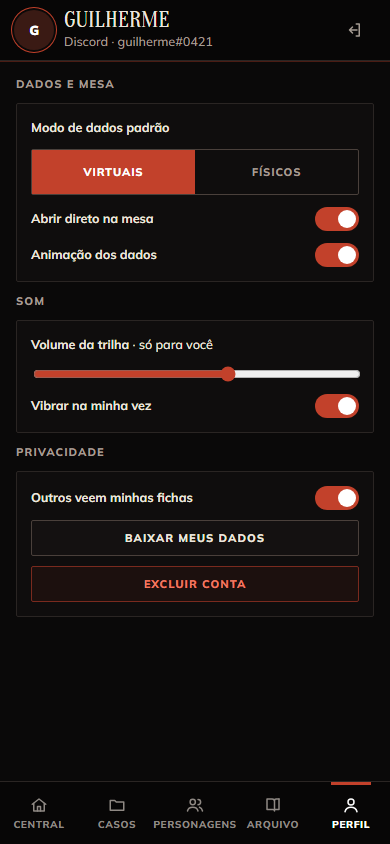 G
GUILHERME
Discord · guilherme#0421
DADOS E MESA
Modo de dados padrão
VIRTUAIS
FÍSICOS
Abrir direto na mesa
Animação dos dados
SOM
Volume da trilha · só para você
Vibrar na minha vez
PRIVACIDADE
Outros veem minhas fichas
BAIXAR MEUS DADOS
EXCLUIR CONTA
CENTRAL
CASOS
PERSONAGENS
ARQUIVO
PERFIL